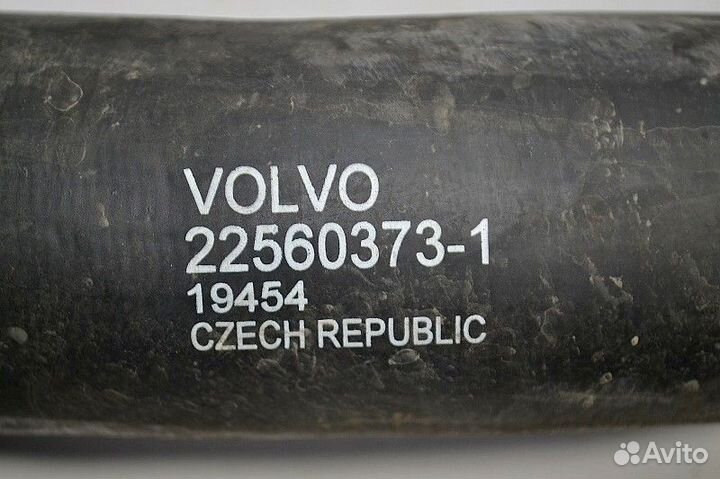 VOLVO
22560373-1
19454
CZECH REPUBLIC
Avito